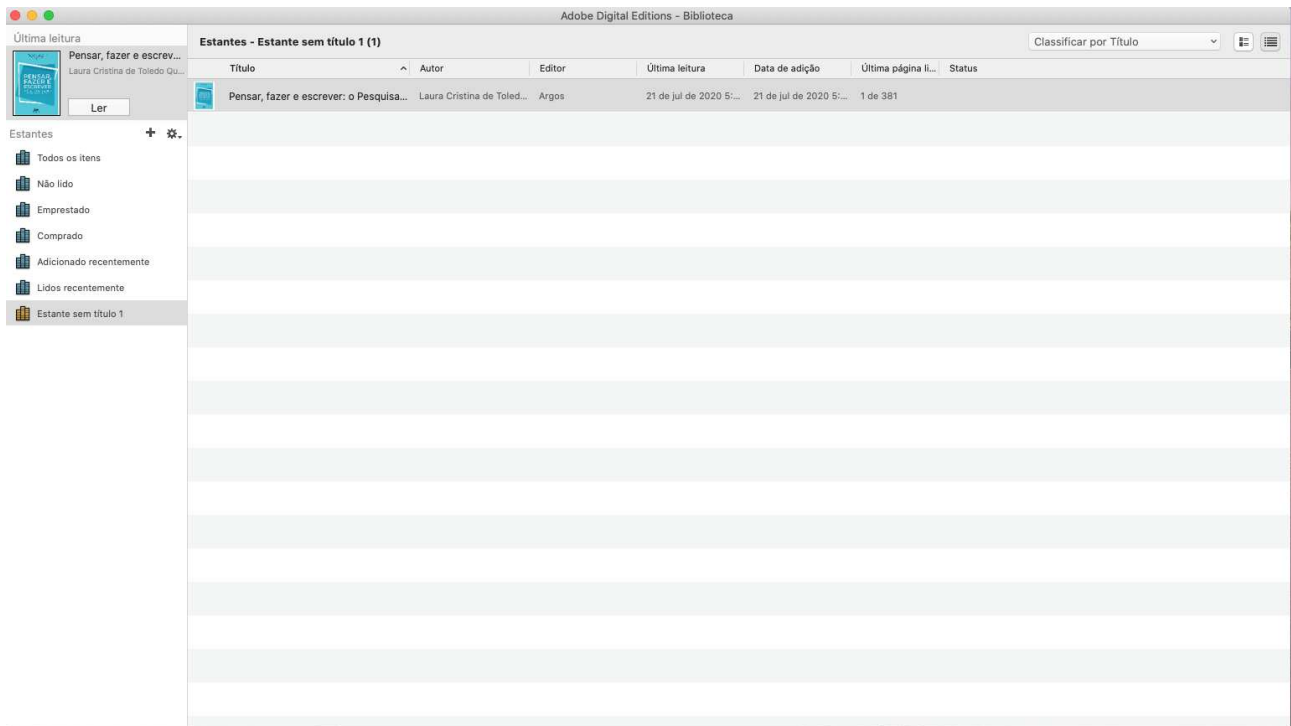 Adobe Digital Editions - Biblioteca
Última leitura
Pensar, fazer e escrev...
Laura Cristina de Toledo Qu...
PENSAR,
FAZER E
ESCREVER
Ler
Estantes
Todos os itens
Não lido
Emprestado
Comprado
Adicionado recentemente
Lidos recentemente
Estante sem título 1
Estantes - Estante sem título 1 (1)
Classificar por Título
Título Autor Editor Última leitura Data de adição Última página li... Status
Pensar, fazer e escrever: o Pesquisa... Laura Cristina de Toled... Argos 21 de jul de 2020 5:... 21 de jul de 2020 5:... 1 de 381